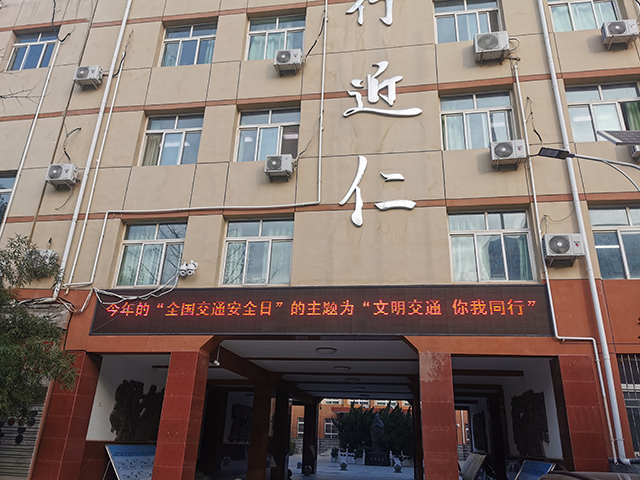 行
近
仁
今年的“全国交通安全日”的主题为“文明交通 你我同行”